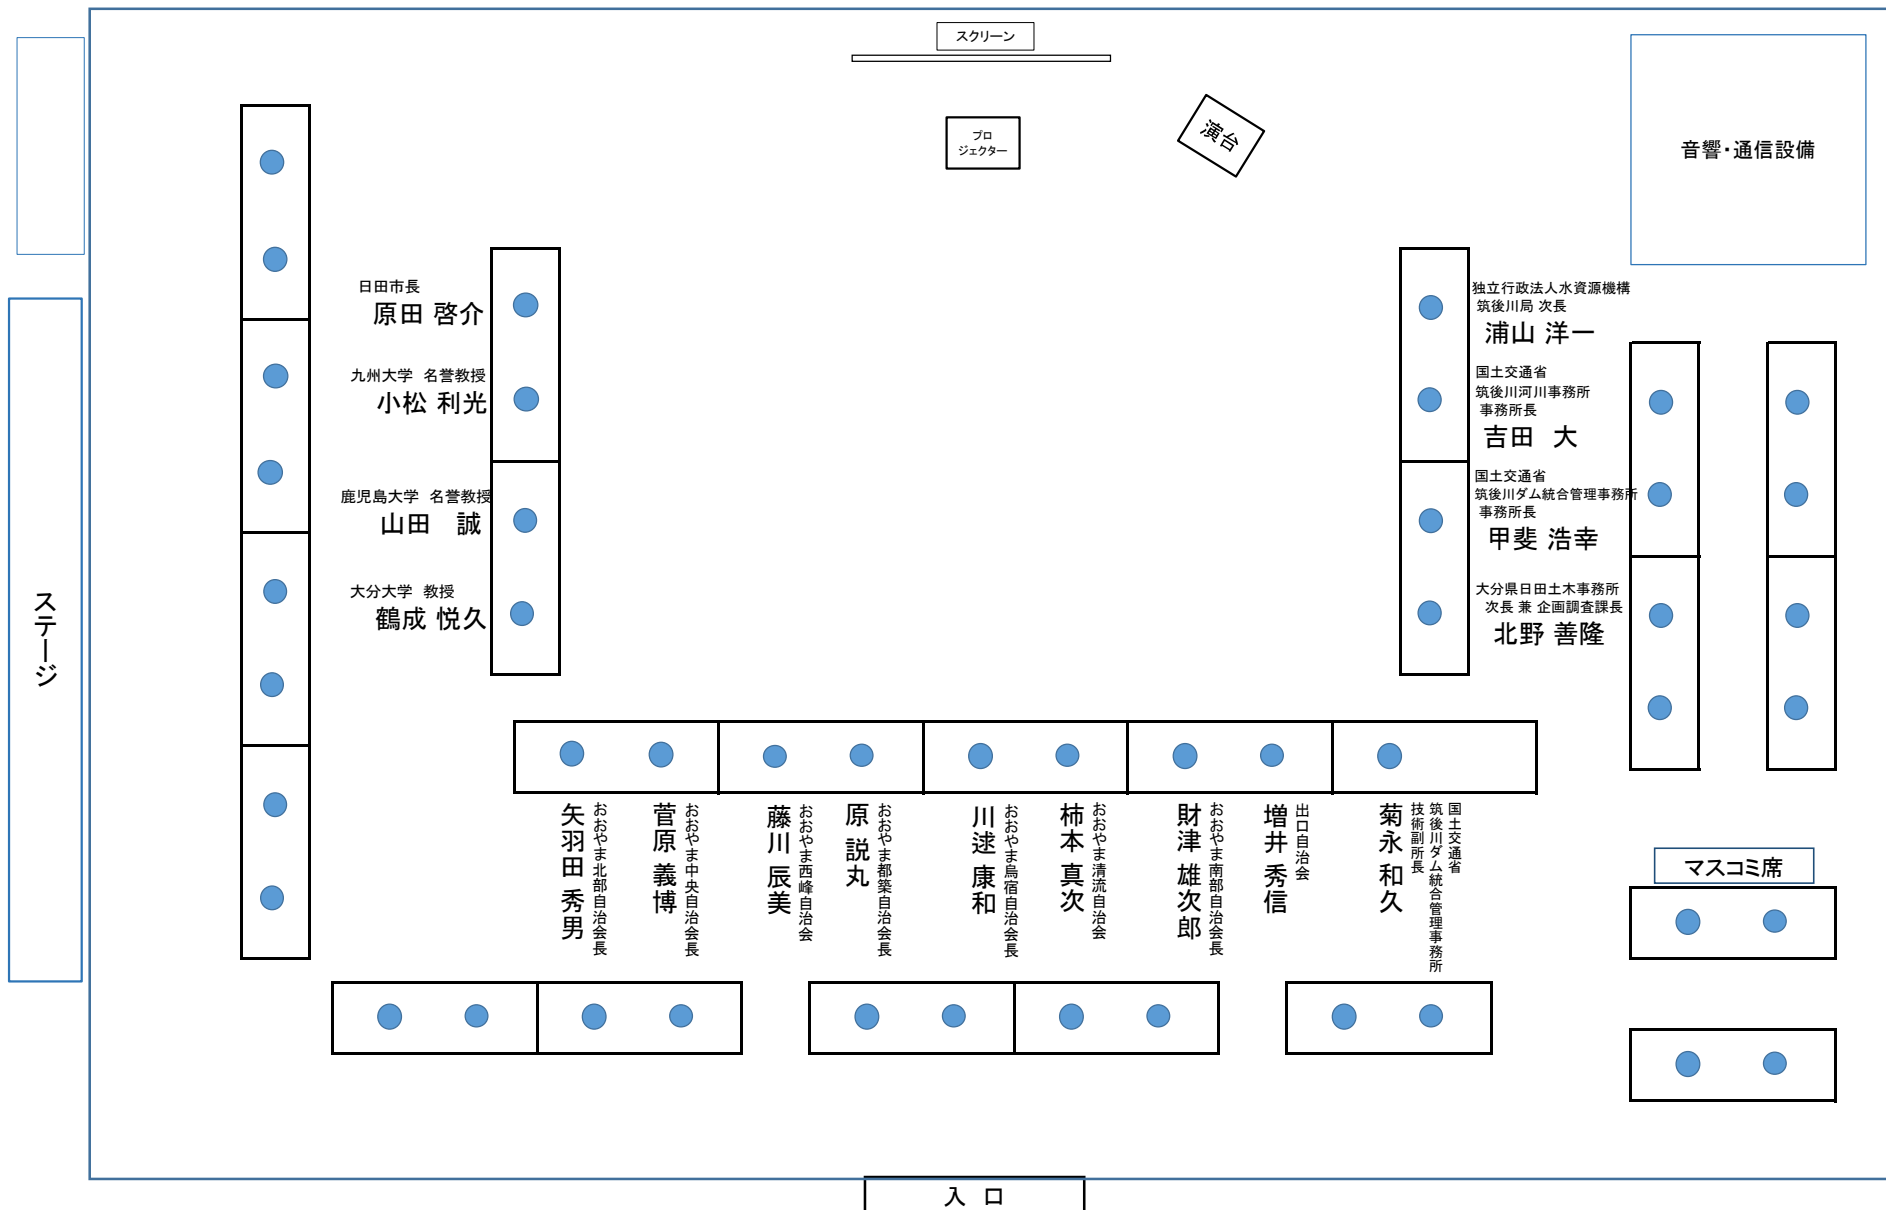 スクリーン
プロ
ジェクター
演台
音響・通信設備
ステージ
日田市長
原田 啓介
九州大学 名誉教授
小松 利光
鹿児島大学 名誉教授
山田 誠
大分大学 教授
鶴成 悦久
独立行政法人水資源機構
筑後川局 次長
浦山 洋一
国土交通省
筑後川河川事務所
事務所長
吉田 大
国土交通省
筑後川ダム統合管理事務所
事務所長
甲斐 浩幸
大分県日田土木事務所
次長 兼 企画調査課長
北野 善隆
おおやま北部自治会長
矢羽田 秀男
おおやま中央自治会長
菅原 義博
おおやま西峰自治会
藤川 辰美
おおやま都築自治会長
原 説丸
おおやま烏宿自治会長
川逑 康和
おおやま清流自治会
柿本 真次
おおやま南部自治会長
財津 雄次郎
出口自治会
増井 秀信
国土交通省
筑後川ダム統合管理事務所
技術副所長
菊永 和久
マスコミ席
入 口